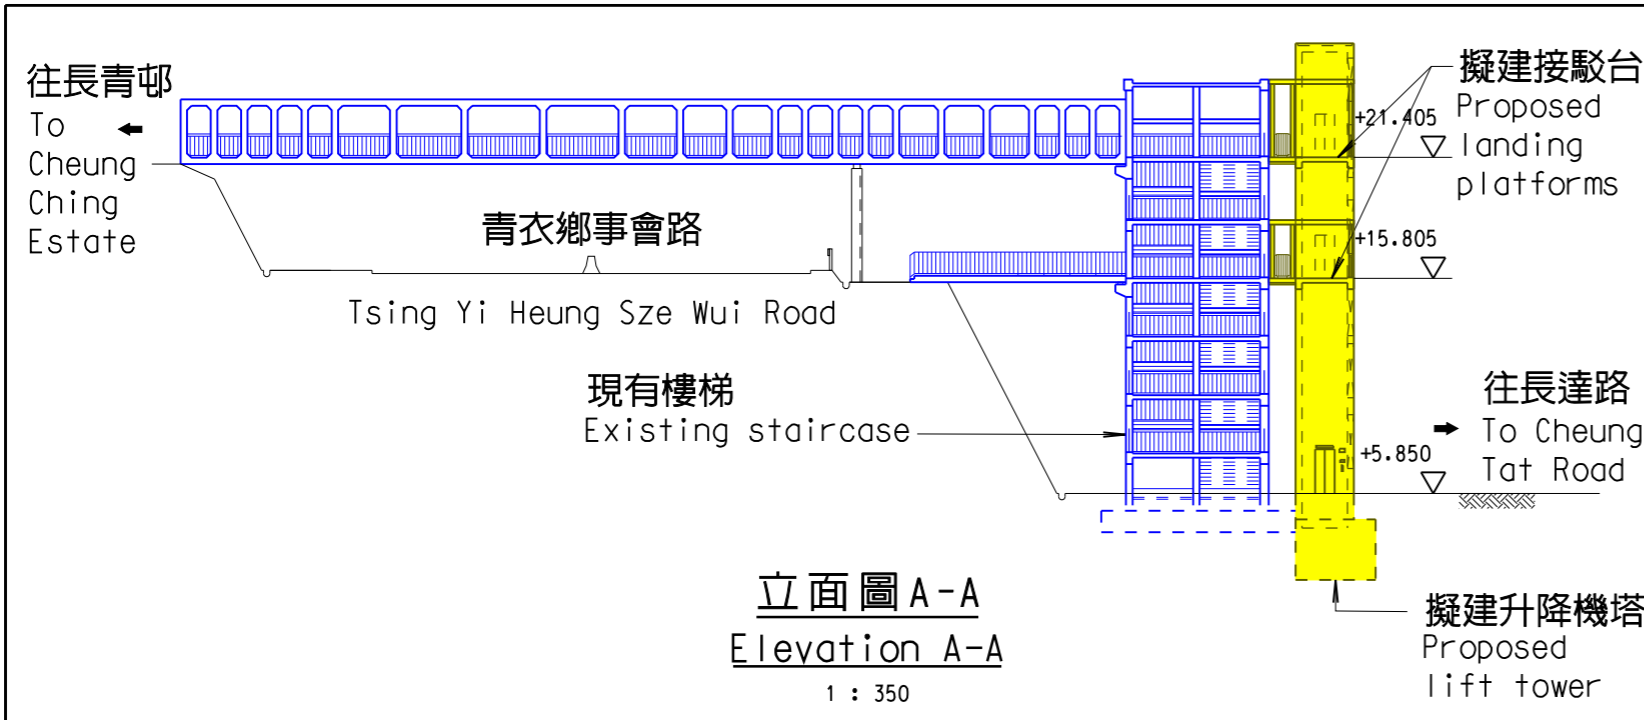 往長青邨
To
Cheung
Ching
Estate
青衣鄉事會路
Tsing Yi Heung Sze Wui Road
現有樓梯
Existing staircase
擬建接駁台
Proposed
landing
platforms
+21.405
+15.805
+5.850
往長達路
To Cheung
Tat Road
擬建升降機塔
Proposed
lift tower
立面圖A-A
Elevation A-A
1 : 350